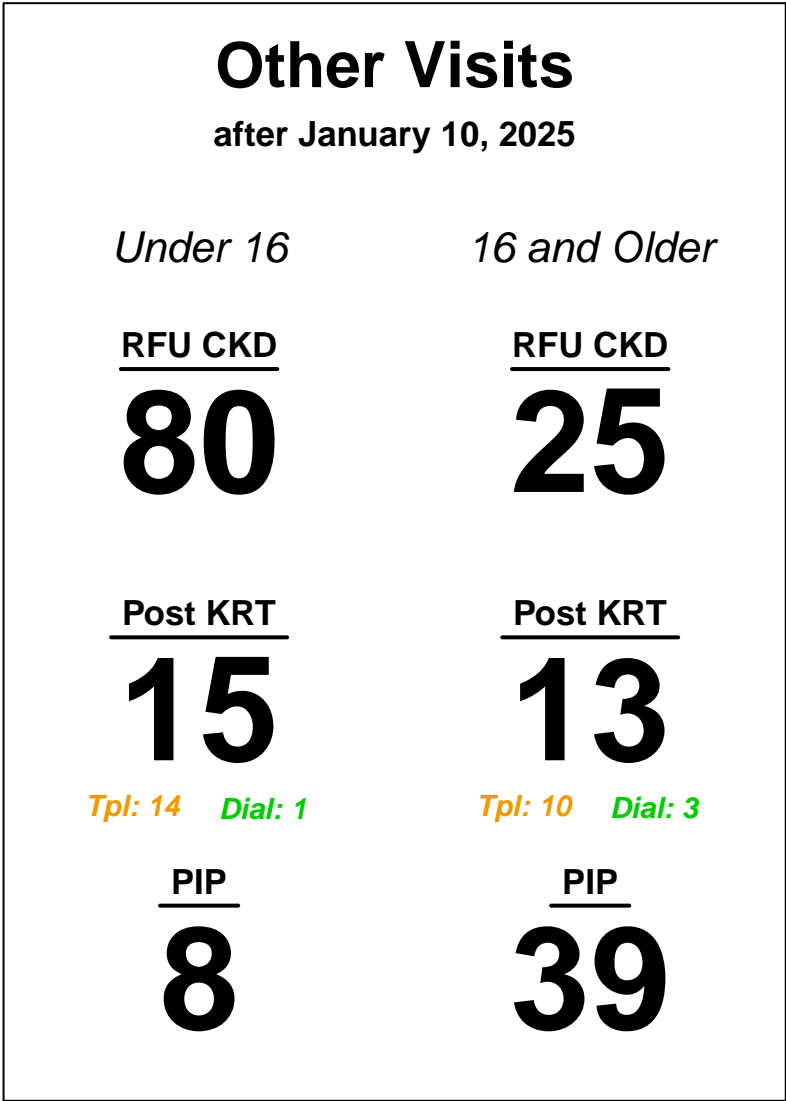 Other Visits
after January 10, 2025
Under 16 16 and Older
RFU CKD RFU CKD
80 25
Post KRT Post KRT
15 13
Tpl: 14 Dial: 1 Tpl: 10 Dial: 3
PIP PIP
8 39